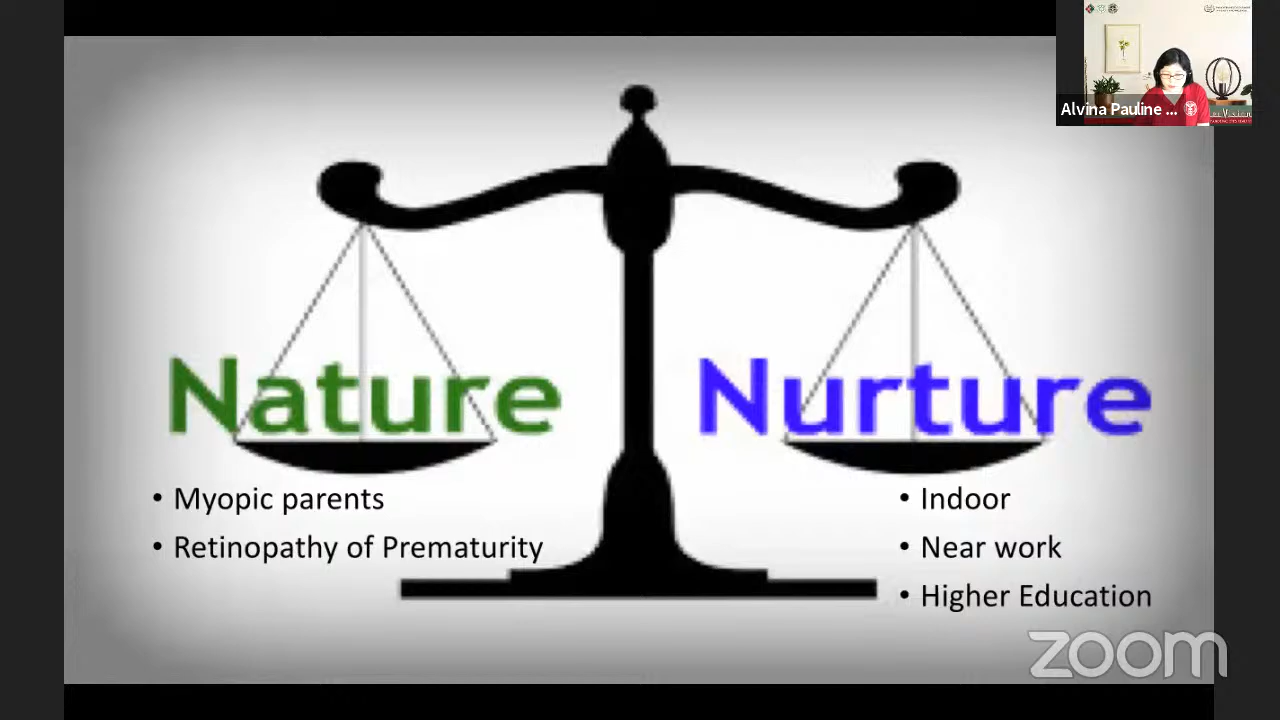 Alvina Pauline ...
Nature
Nurture
• Myopic parents
• Retinopathy of Prematurity
• Indoor
• Near work
• Higher Education
zoom